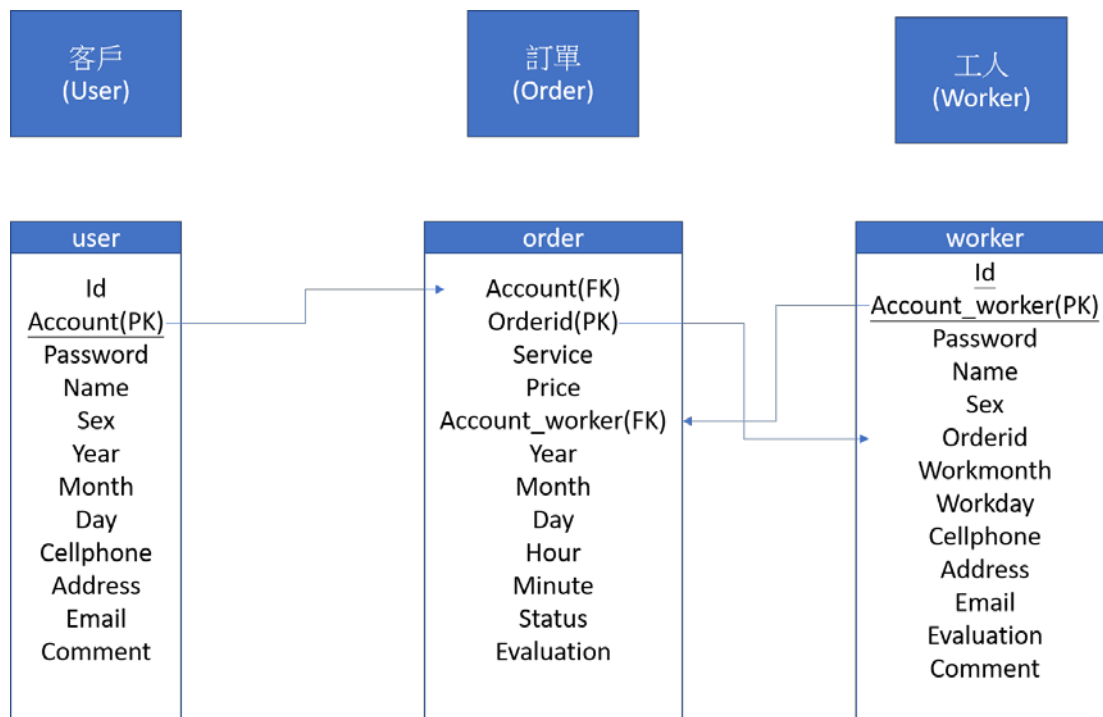 客戶
(User)
訂單
(Order)
工人
(Worker)
user
Id
Account(PK)
Password
Name
Sex
Year
Month
Day
Cellphone
Address
Email
Comment
order
Account(FK)
Orderid(PK)
Service
Price
Account_worker(FK)
Year
Month
Day
Hour
Minute
Status
Evaluation
worker
Id
Account_worker(PK)
Password
Name
Sex
Orderid
Workmonth
Workday
Cellphone
Address
Email
Evaluation
Comment